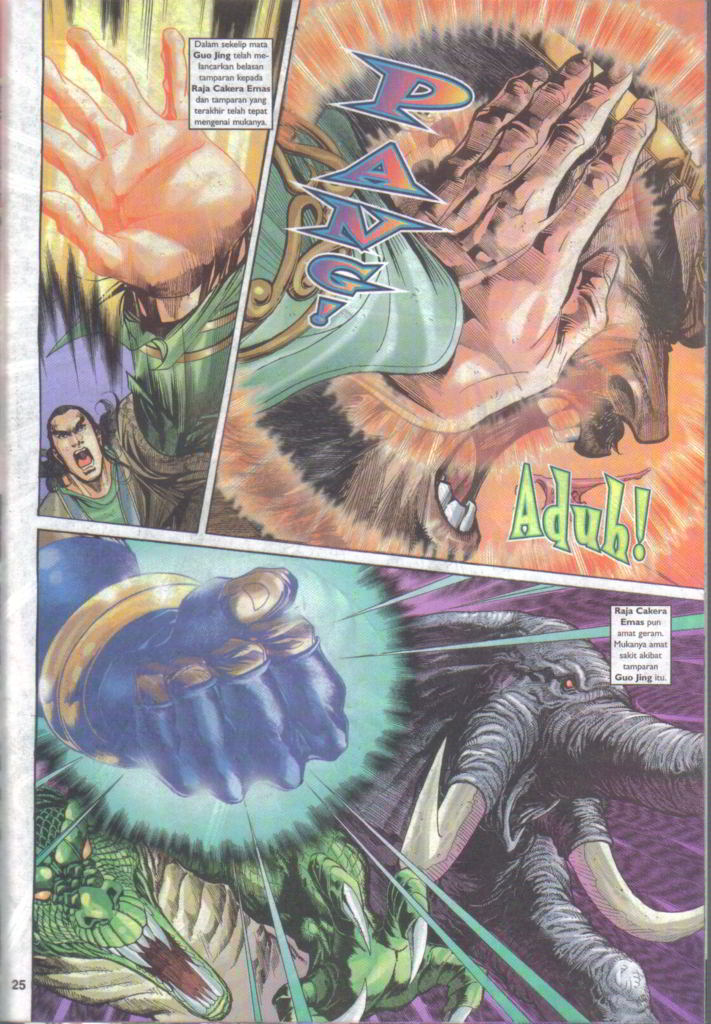 Dalam sekelip mata
Guo Jing telah me-
lancarkan belasan
tamparan kepada
Raja Cakera Emas
dan tamparan yang
terakhir telah tepat
mengenai mukanya.
PANG!
Aduh!
Raja Cakera
Emas pun
amat geram.
Mukanya amat
sakit akibat
tamparan
Guo Jing itu.
25